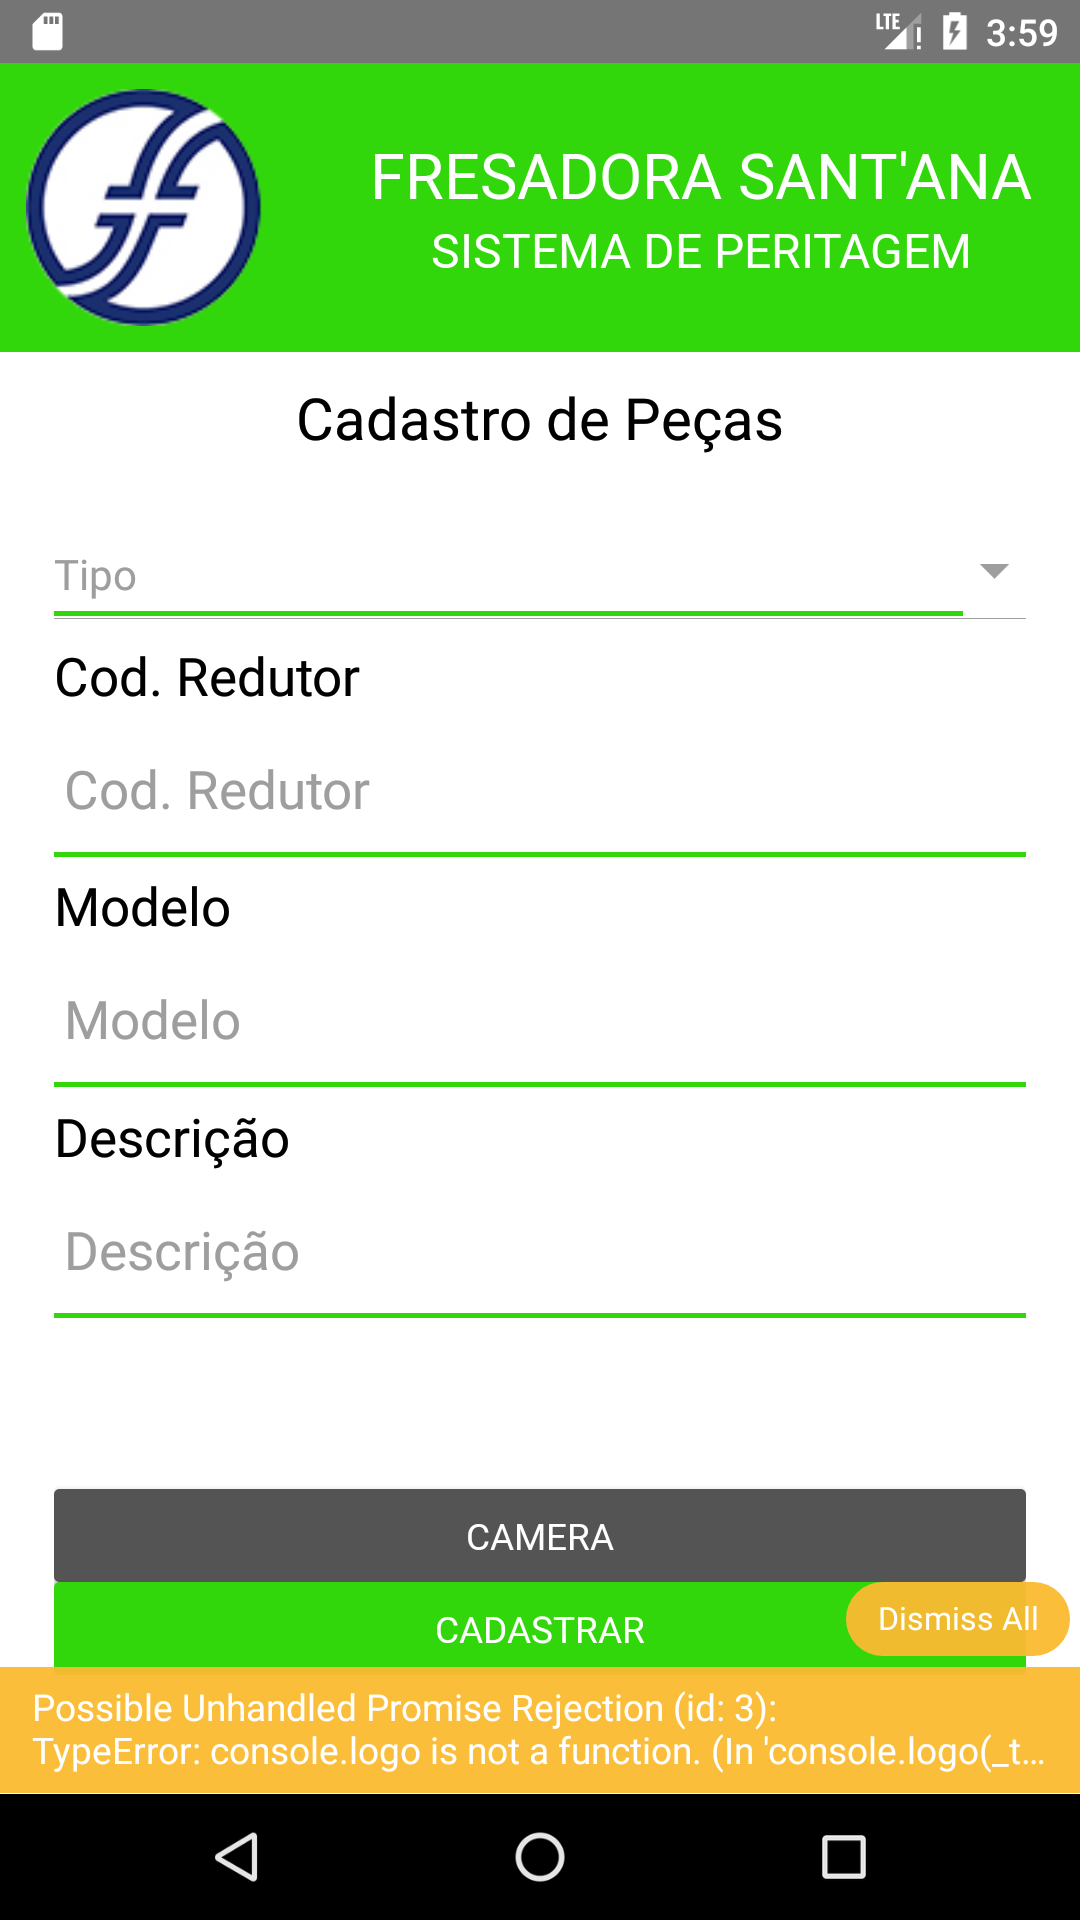 LTE 3:59
FRESADORA SANT'ANA
SISTEMA DE PERITAGEM
Cadastro de Peças
Tipo
Cod. Redutor
Cod. Redutor
Modelo
Modelo
Descrição
Descrição
CAMERA
CADASTRAR
Dismiss All
Possible Unhandled Promise Rejection (id: 3):
TypeError: console.logo is not a function. (In 'console.logo(_t…